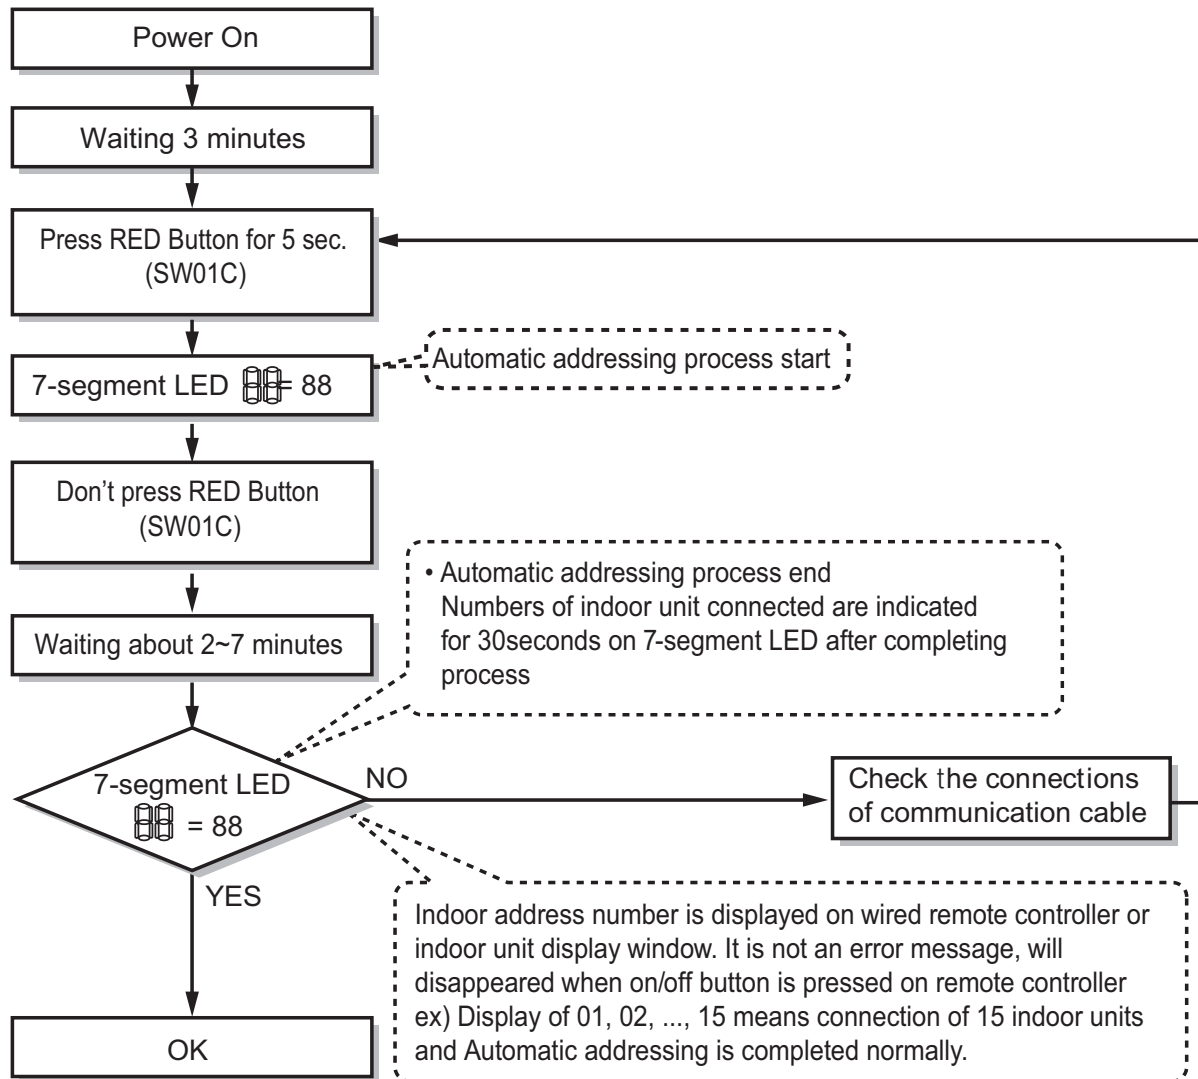 Power On
Waiting 3 minutes
Press RED Button for 5 sec.
(SW01C)
7-segment LED 88 = 88
Automatic addressing process start
Don't press RED Button
(SW01C)
Waiting about 2~7 minutes
• Automatic addressing process end
Numbers of indoor unit connected are indicated
for 30seconds on 7-segment LED after completing
process
7-segment LED
88 = 88
NO
Check the connections
of communication cable
YES
Indoor address number is displayed on wired remote controller or
indoor unit display window. It is not an error message, will
disappeared when on/off button is pressed on remote controller
ex) Display of 01, 02, ..., 15 means connection of 15 indoor units
and Automatic addressing is completed normally.
OK